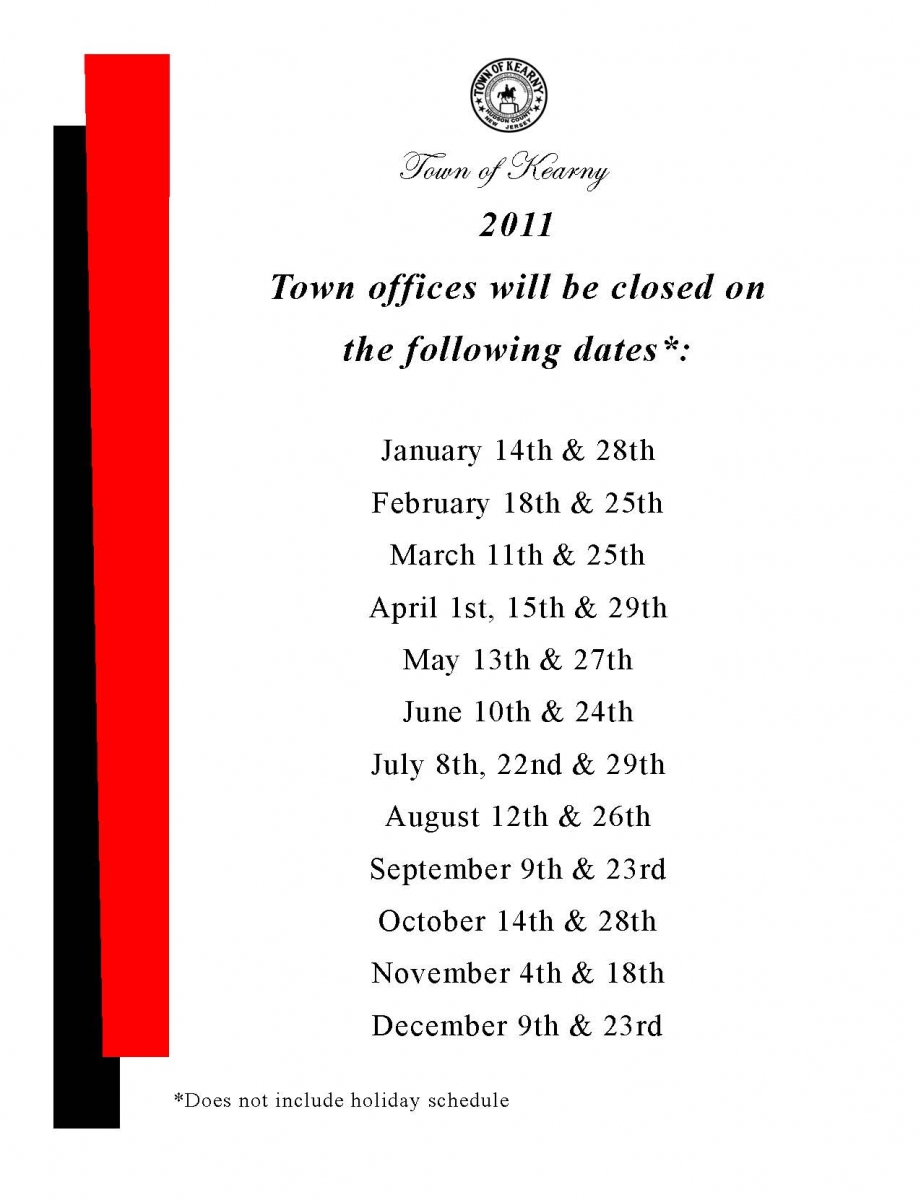 TOWN OF KEARNY
HUDSON COUNTY
NEW JERSEY
Town of Kearny
2011
Town offices will be closed on
the following dates*:
January 14th & 28th
February 18th & 25th
March 11th & 25th
April 1st, 15th & 29th
May 13th & 27th
June 10th & 24th
July 8th, 22nd & 29th
August 12th & 26th
September 9th & 23rd
October 14th & 28th
November 4th & 18th
December 9th & 23rd
*Does not include holiday schedule